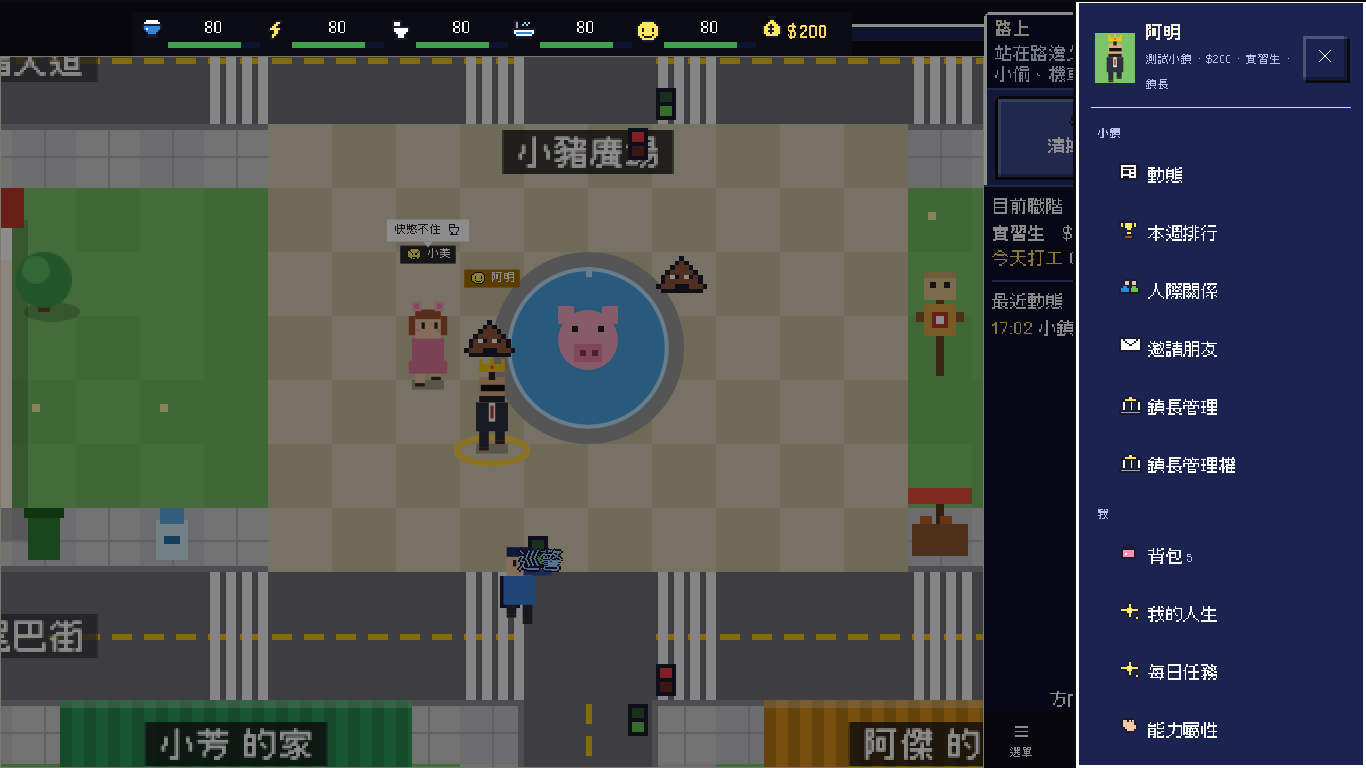 80
80
80
80
80
$200
小豬廣場
快憋不住
小美
阿明
巡警
尾巴街
小芳 的家
阿傑 的
路上
站在路邊
小偷、機車
清掃
目前職階
實習生 $
今天打工
最近動態
17:02 小鎮
選單
阿明
測試小鎮 · $200 · 實習生 ·
鎮長
小鎮
動態
本週排行
人際關係
邀請朋友
鎮長管理
鎮長管理權
我
背包 5
我的人生
每日任務
能力屬性